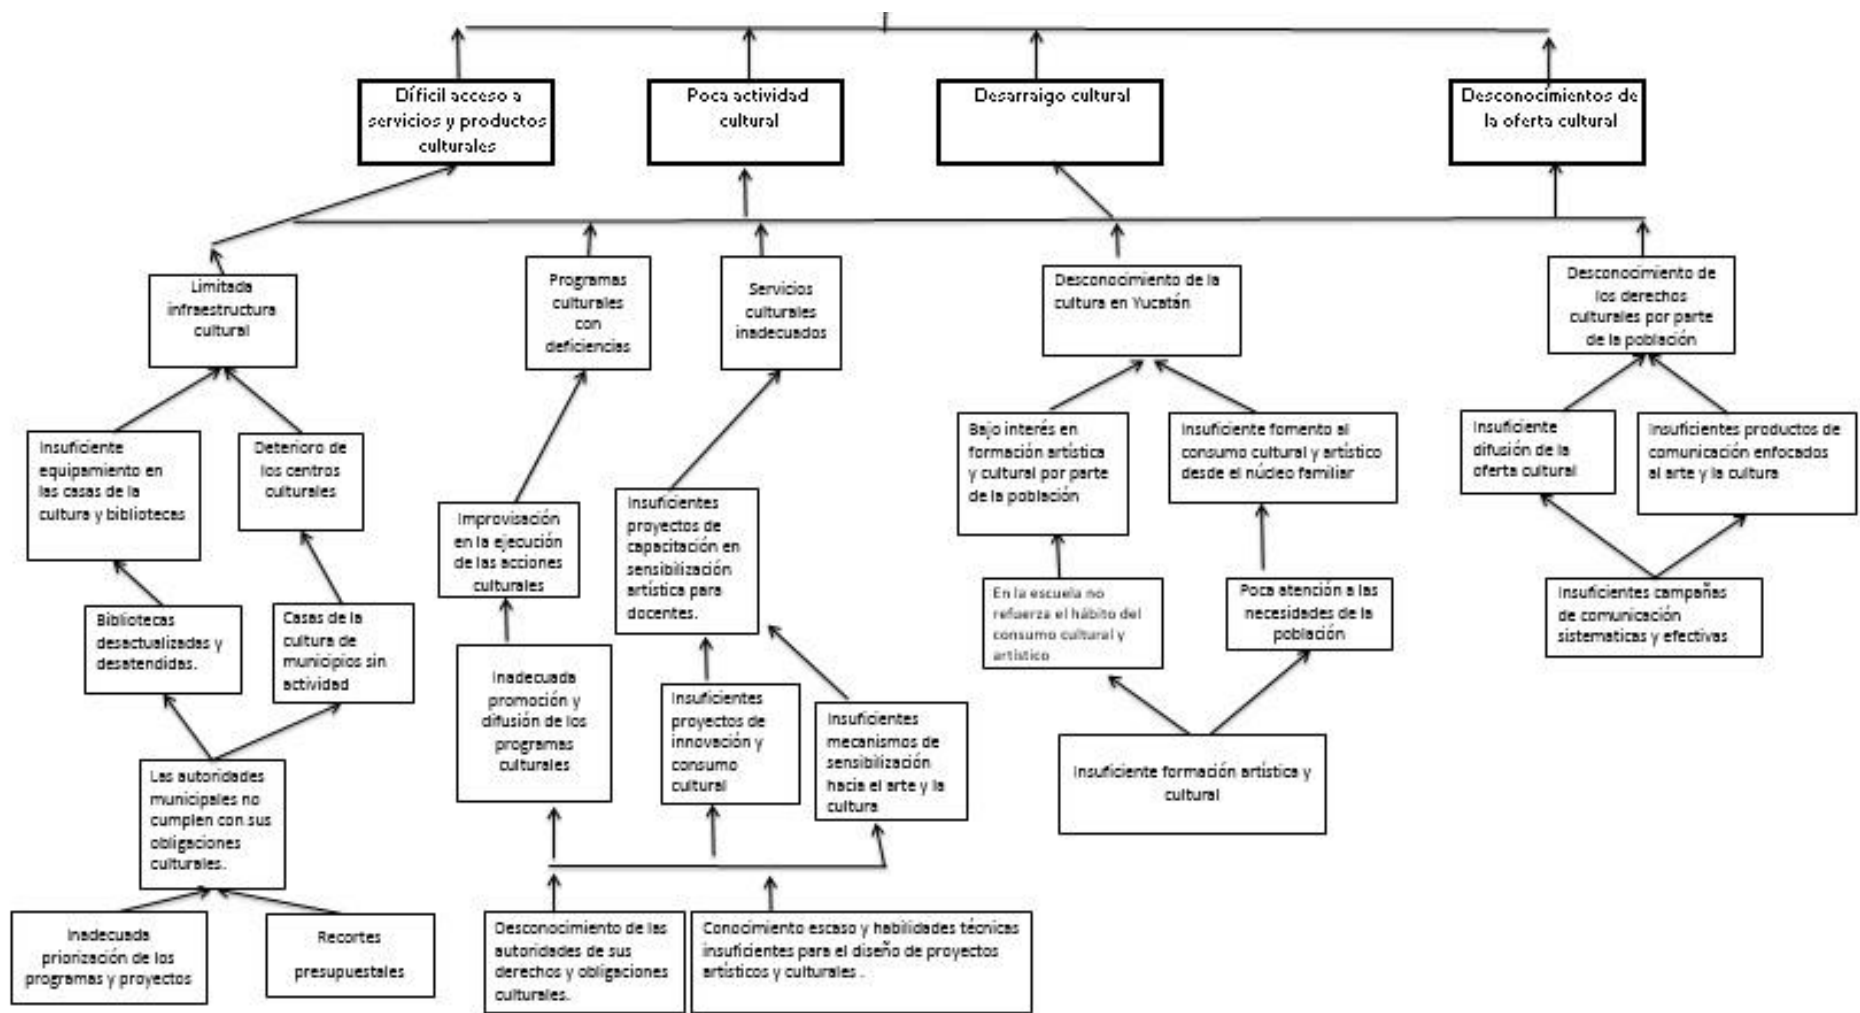 Díficil acceso a
servicios y productos
culturales
Poca actividad
cultural
Desarraigo cultural
Desconocimientos de
la oferta cultural
Limitada
infraestructura
cultural
Programas
culturales
con
deficiencias
Servicios
culturales
inadecuados
Desconocimiento de la
cultura en Yucatán
Desconocimiento de
los derechos
culturales por parte
de la población
Insuficiente
equipamiento en
las casas de la
cultura y bibliotecas
Deterioro de
los centros
culturales
Improvisación
en la ejecución
de las acciones
culturales
Insuficientes
proyectos de
capacitación en
sensibilización
artística para
docentes.
Bajo interés en
formación artística
y cultural por parte
de la población
Insuficiente fomento al
consumo cultural y artístico
desde el núcleo familiar
Insuficiente
difusión de la
oferta cultural
Insuficientes productos de
comunicación enfocados
al arte y la cultura
Bibliotecas
desactualizadas y
desatendidas.
Casas de la
cultura de
municipios sin
actividad
Inadecuada
promoción y
difusión de los
programas
culturales
Insuficientes
proyectos de
innovación y
consumo
cultural
Insuficientes
mecanismos de
sensibilización
hacia el arte y la
cultura
En la escuela no
refuerza el hábito del
consumo cultural y
artístico
Poca atención a las
necesidades de la
población
Insuficientes campañas
de comunicación
sistematicas y efectivas
Insuficiente formación artística y
cultural
Las autoridades
municipales no
cumplen con sus
obligaciones
culturales.
Inadecuada
priorización de los
programas y proyectos
Recortes
presupuestales
Desconocimiento de las
autoridades de sus
derechos y obligaciones
culturales.
Conocimiento escaso y habilidades técnicas
insuficientes para el diseño de proyectos
artísticos y culturales .